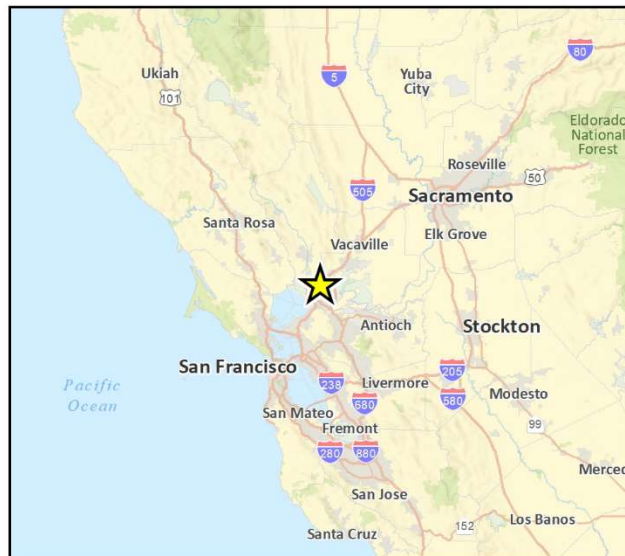 80
Ukiah
5
Yuba
City
101
Eldorado
National
Forest
Roseville
50
505
Sacramento
Santa Rosa
Elk Grove
Vacaville
Antioch
Stockton
San Francisco
205
238
Livermore
Pacific
Ocean
680
580
Modesto
San Mateo
99
Fremont
280
880
Merced
San Jose
152
Los Banos
Santa Cruz